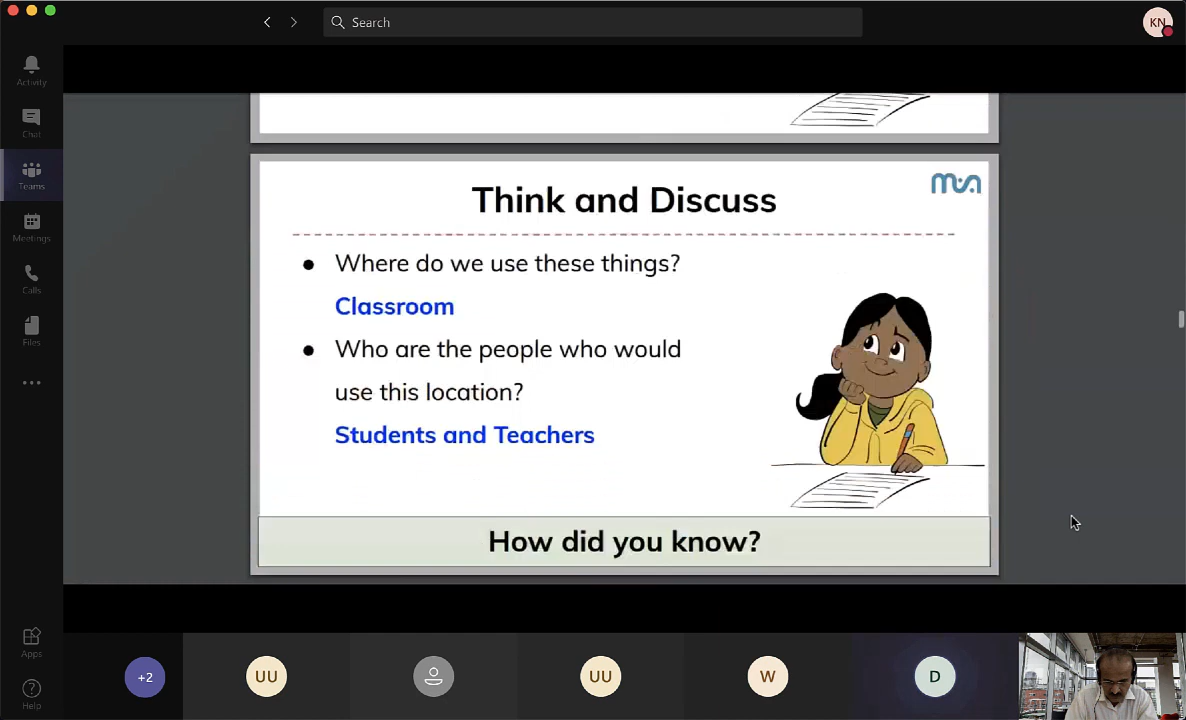 Search
KN
Activity
Chat
Teams
Meetings
Calls
Files
Think and Discuss
Where do we use these things?
Classroom
Who are the people who would
use this location?
Students and Teachers
How did you know?
Apps
Help
+2
UU
UU
W
D